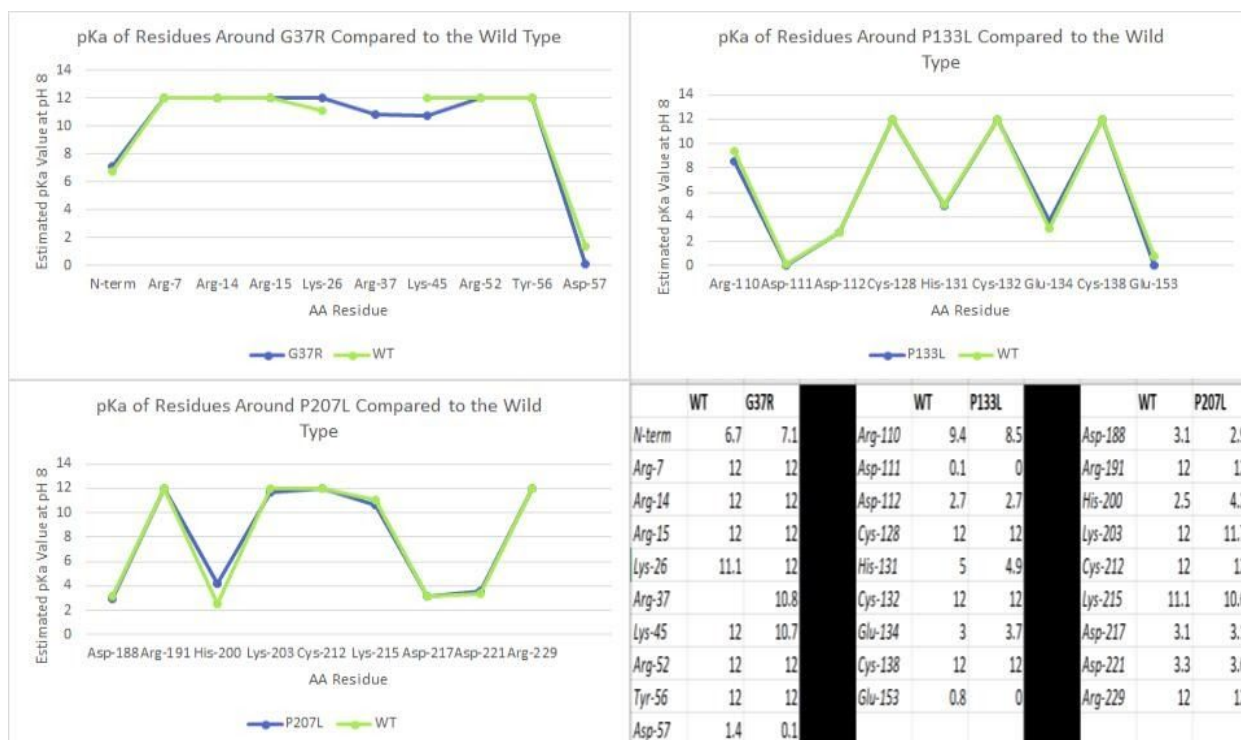 pKa of Residues Around G37R Compared to the Wild Type
Estimated pKa Value at pH 8
14
12
10
8
6
4
2
0
N-term Arg-7 Arg-14 Arg-15 Lys-26 Arg-37 Lys-45 Arg-52 Tyr-56 Asp-57
AA Residue
G37R WT
pKa of Residues Around P133L Compared to the Wild
Type
Estimated pKa Value at pH 8
14
12
10
8
6
4
2
0
Arg-110 Asp-111 Asp-112 Cys-128 His-131 Cys-132 Glu-134 Cys-138 Glu-153
AA Residue
P133L WT
pKa of Residues Around P207L Compared to the Wild
Type
Estimated pKa Value at pH 8
14
12
10
8
6
4
2
0
Asp-188 Arg-191 His-200 Lys-203 Cys-212 Lys-215 Asp-217 Asp-221 Arg-229
AA Residue
P207L WT
WT G37R WT P133L WT P207L
N-term 6.7 7.1 Arg-110 9.4 8.5 Asp-188 3.1
Arg-7 12 12 Asp-111 0.1 0 Arg-191 12
Arg-14 12 12 Asp-112 2.7 2.7 His-200 2.5
Arg-15 12 12 Cys-128 12 12 Lys-203 12
Lys-26 11.1 12 His-131 5 4.9 Cys-212 12
Arg-37 10.8 Cys-132 12 12 Lys-215 11.1
Lys-45 12 10.7 Glu-134 3 3.7 Asp-217 3.1
Arg-52 12 12 Cys-138 12 12 Asp-221 3.3
Tyr-56 12 12 Glu-153 0.8 0 Arg-229 12
Asp-57 1.4 0.1